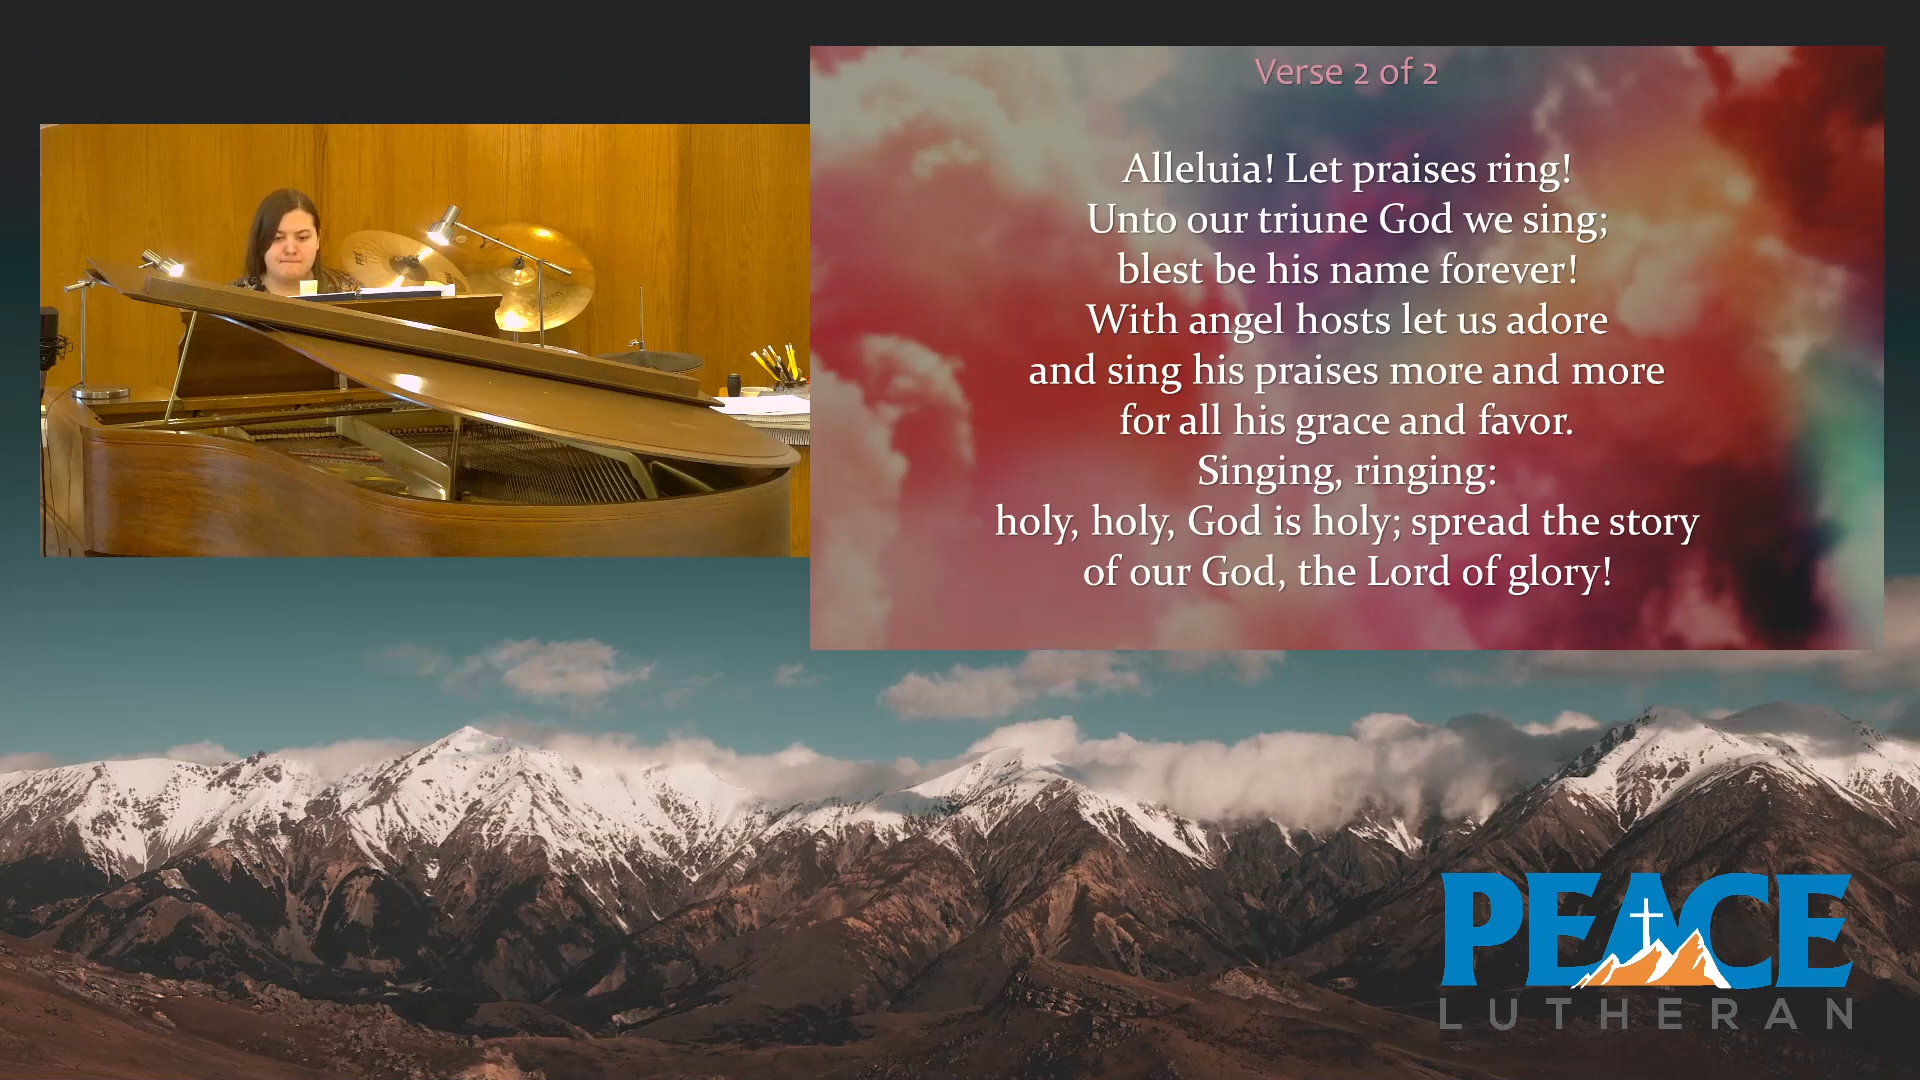 Verse 2 of 2
Alleluia! Let praises ring!
Unto our triune God we sing;
blest be his name forever!
With angel hosts let us adore
and sing his praises more and more
for all his grace and favor.
Singing, ringing:
holy, holy, God is holy; spread the story
of our God, the Lord of glory!
PEACE
LUTHERAN